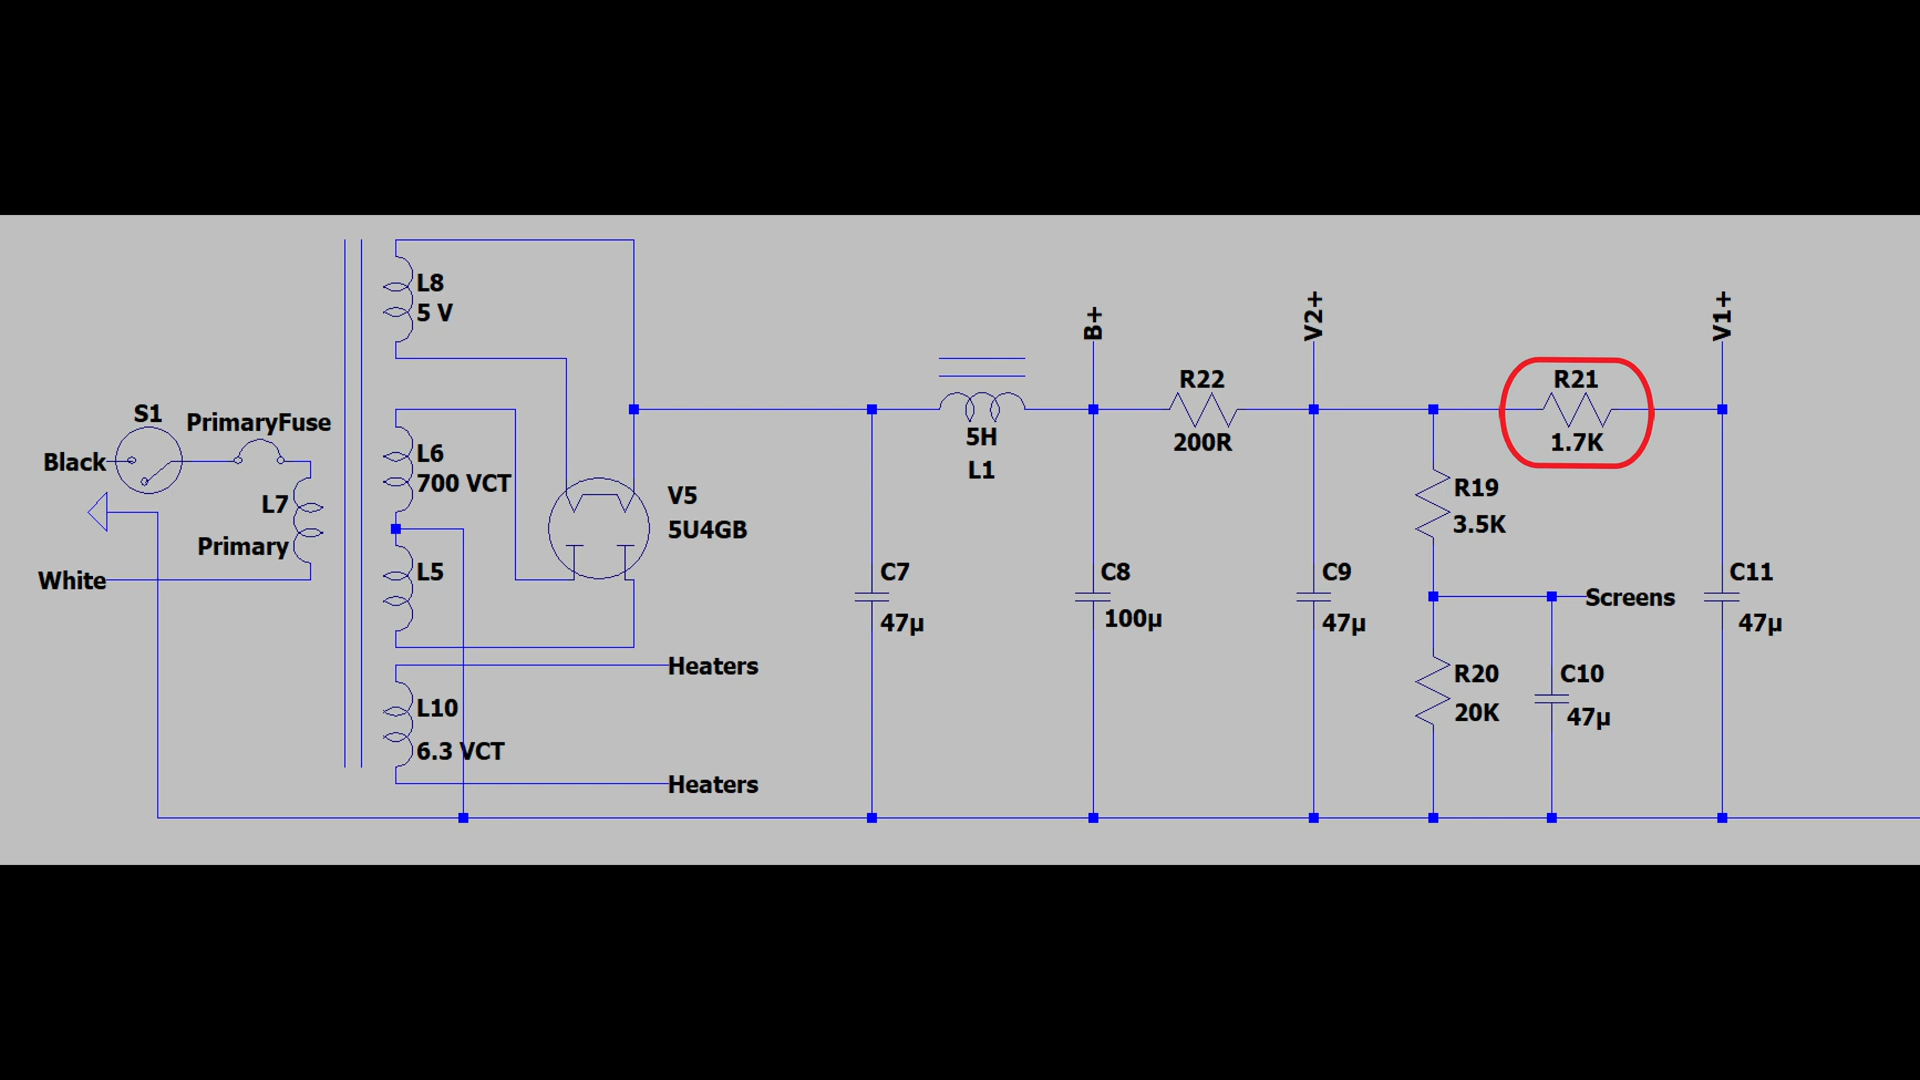 L8
5 V
B+
V2+
V1+
R22
200R
R21
1.7K
S1
PrimaryFuse
Black
5H
L1
L6
700 VCT
L7
Primary
V5
5U4GB
R19
3.5K
White
L5
C7
47µ
C8
100µ
C9
47µ
Screens
C11
47µ
Heaters
L10
6.3 VCT
R20
20K
C10
47µ
Heaters